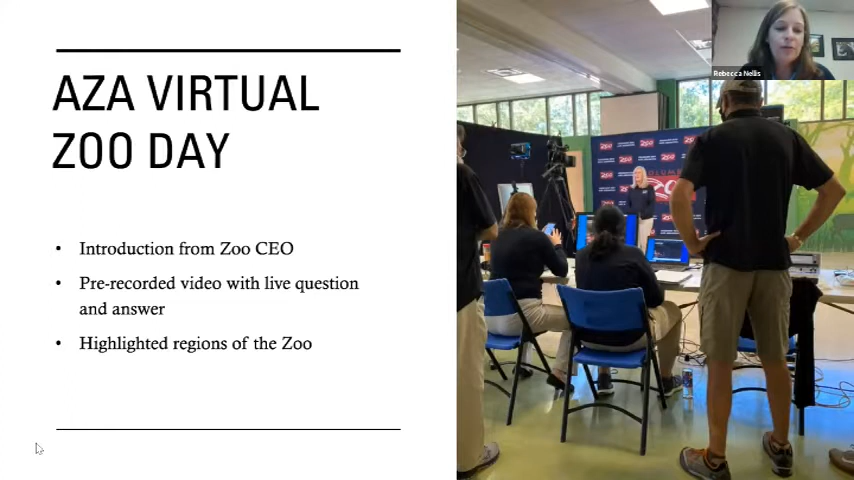 AZA VIRTUAL
ZOO DAY
• Introduction from Zoo CEO
• Pre-recorded video with live question
and answer
• Highlighted regions of the Zoo
Rebecca Nellis